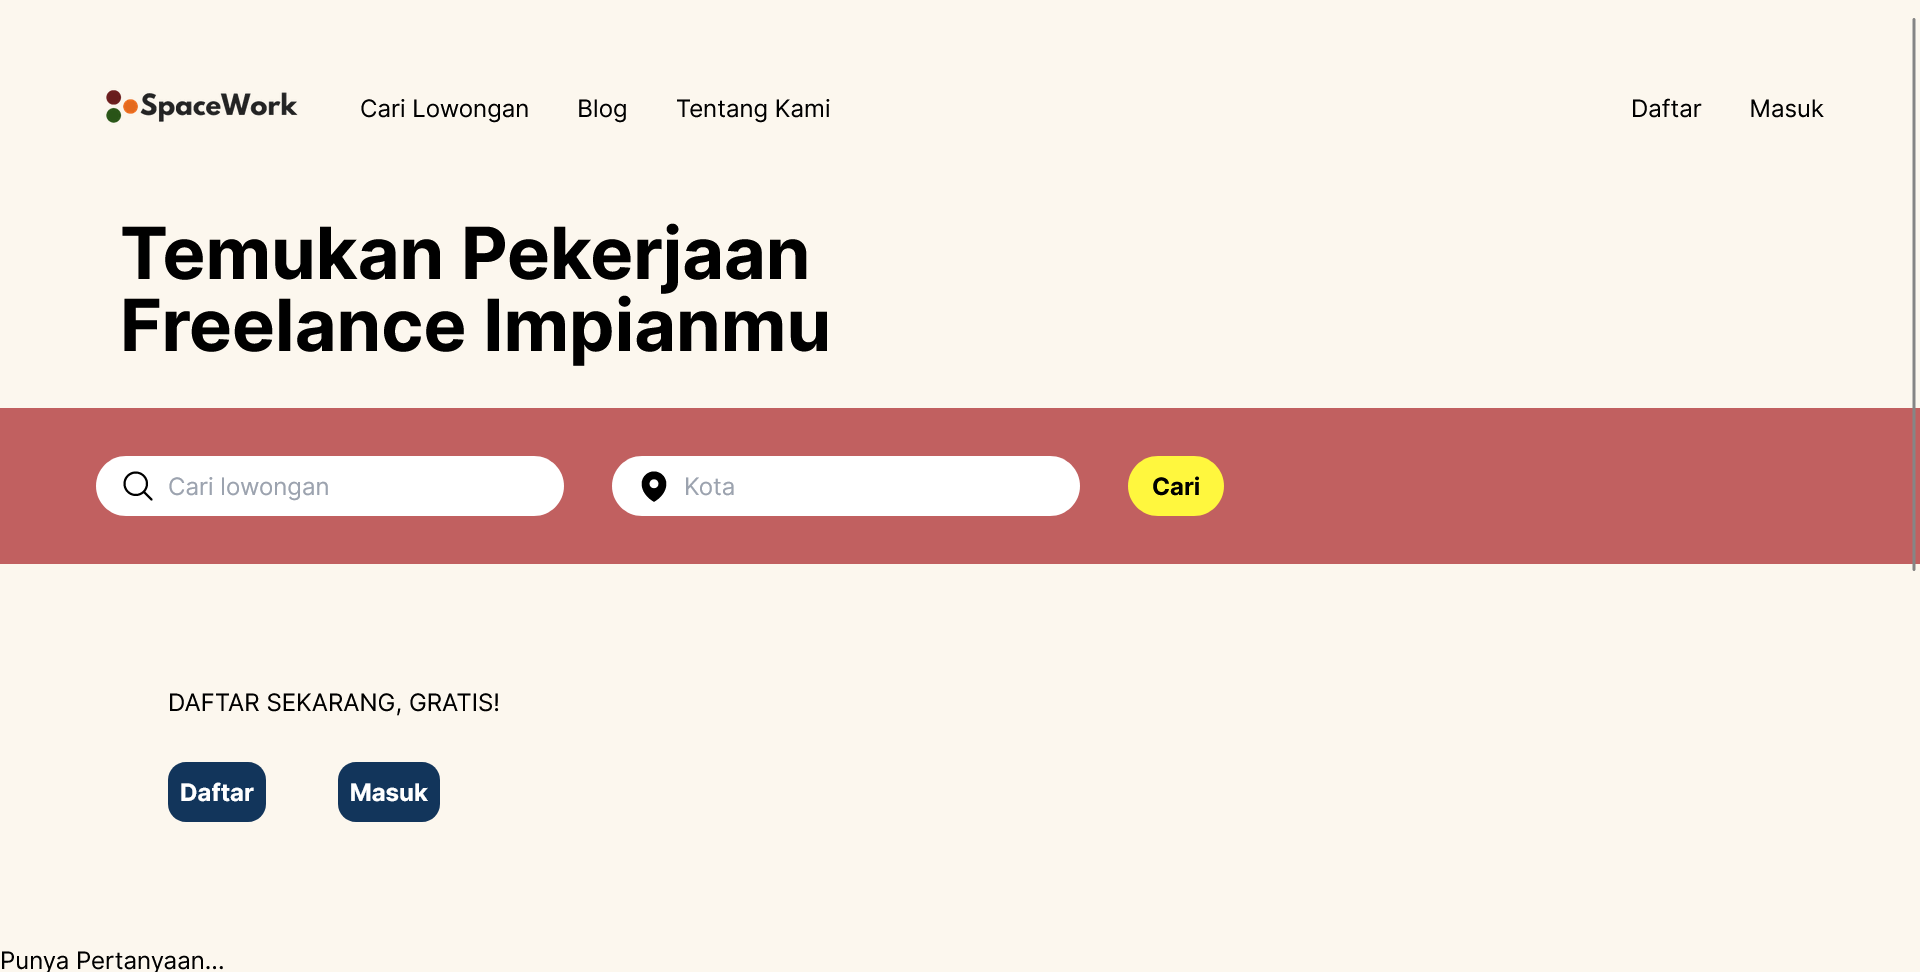 SpaceWork Cari Lowongan Blog Tentang Kami Daftar Masuk
Temukan Pekerjaan
Freelance Impianmu
Cari lowongan Kota Cari
DAFTAR SEKARANG, GRATIS!
Daftar Masuk
Punya Pertanyaan...